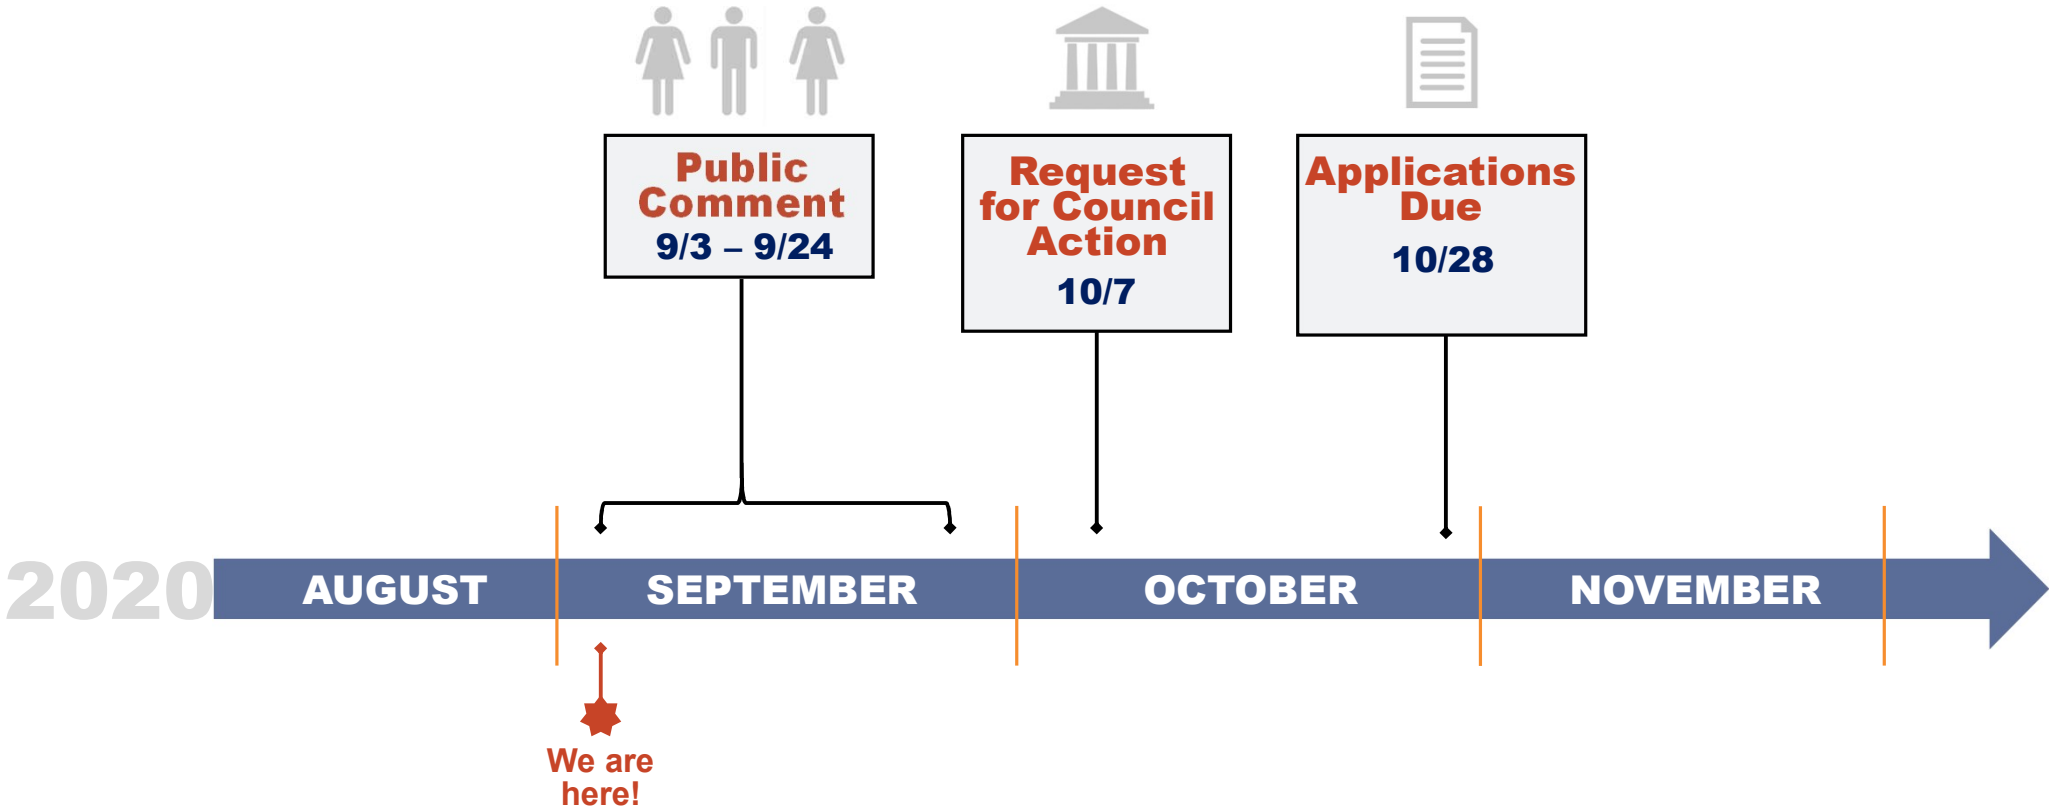 Public
Comment
9/3 – 9/24
Request
for Council
Action
10/7
Applications
Due
10/28
2020
AUGUST
SEPTEMBER
OCTOBER
NOVEMBER
We are
here!